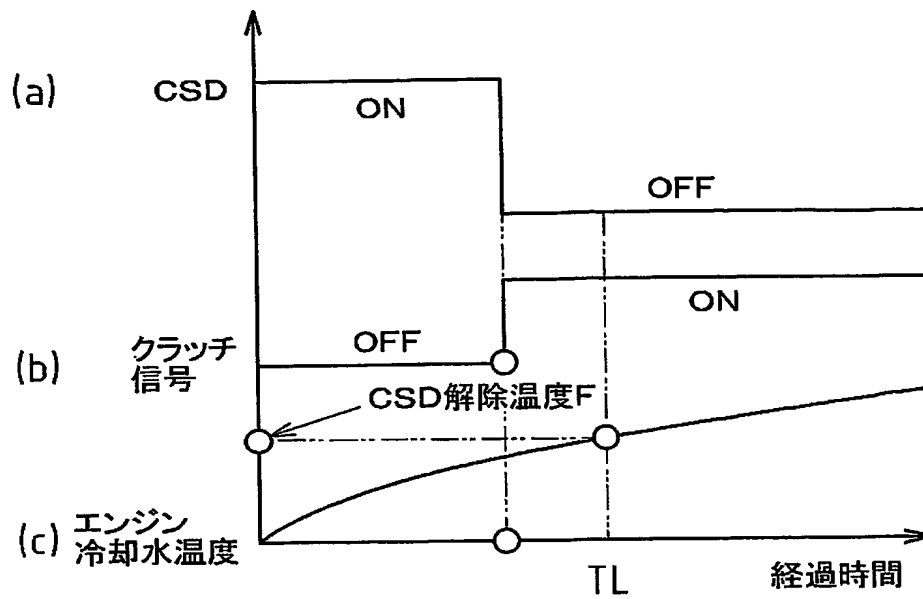 (a)
CSD
ON
OFF
ON
(b)
クラッチ
信号
OFF
CSD解除温度F
(c)
エンジン
冷却水温度
TL
経過時間